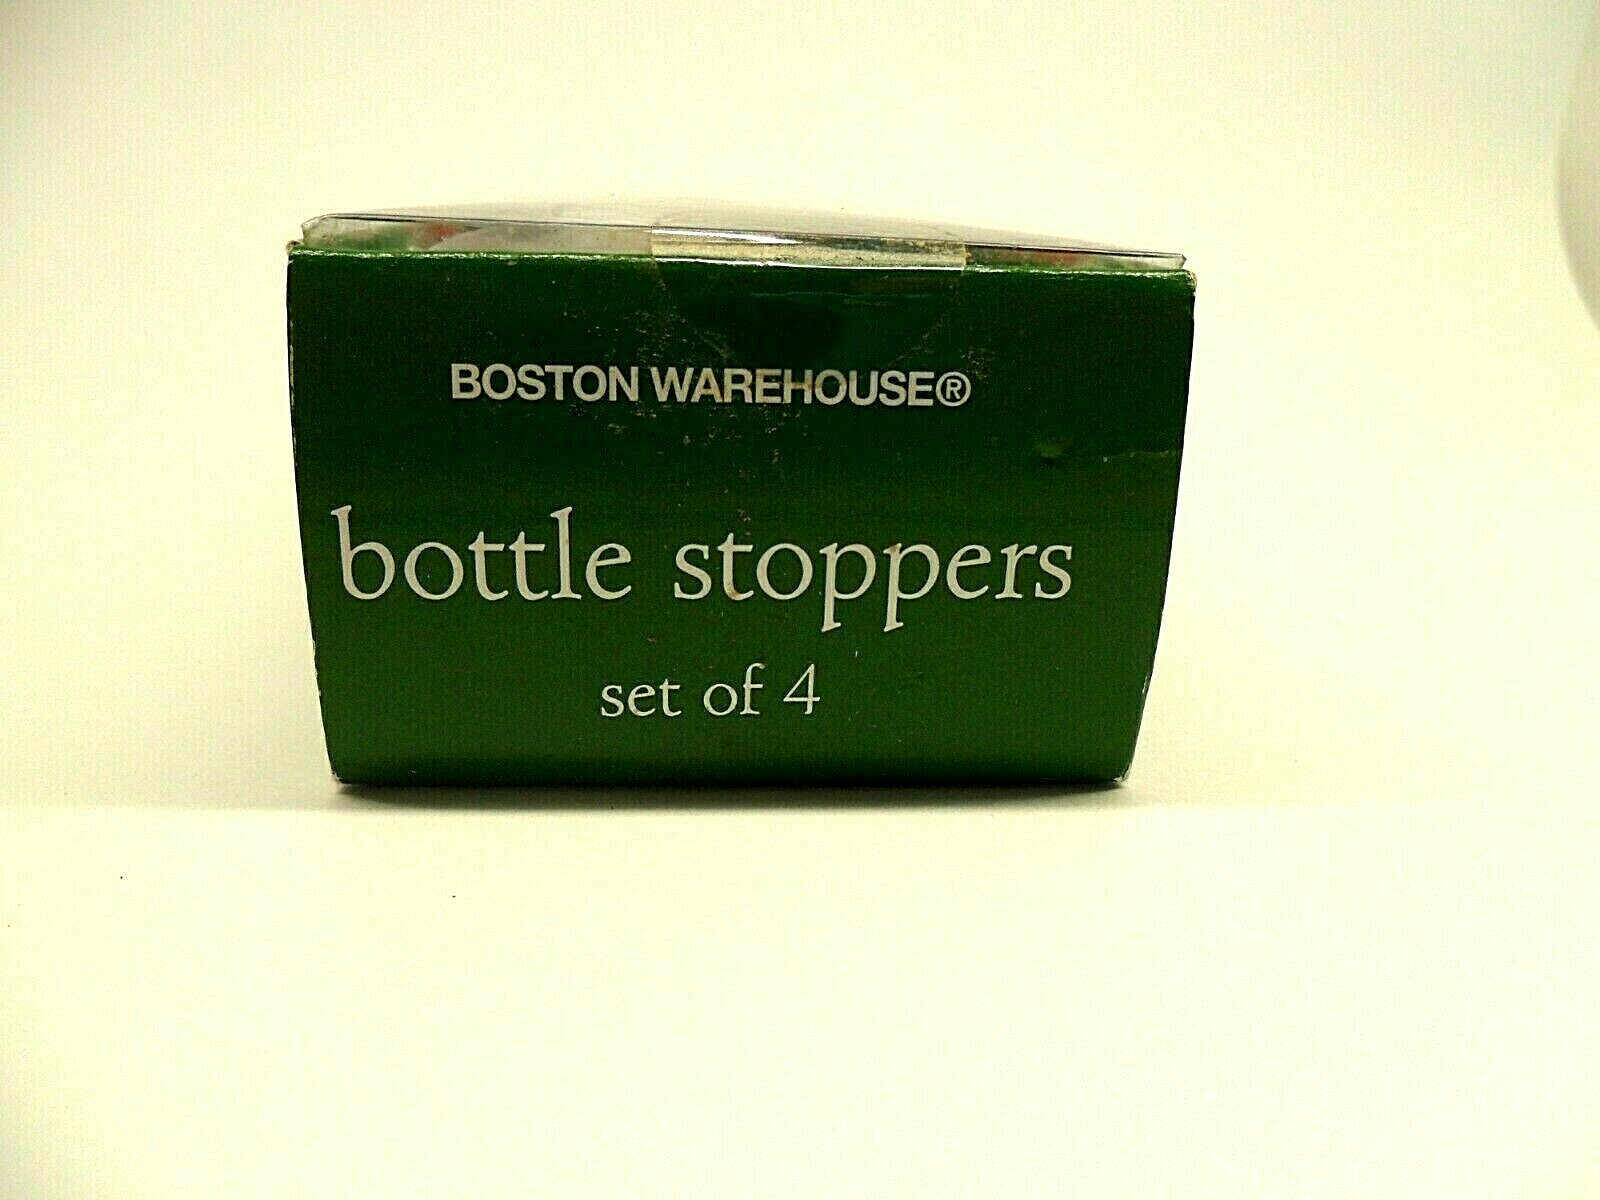 BOSTON WAREHOUSE®
bottle stoppers
set of 4